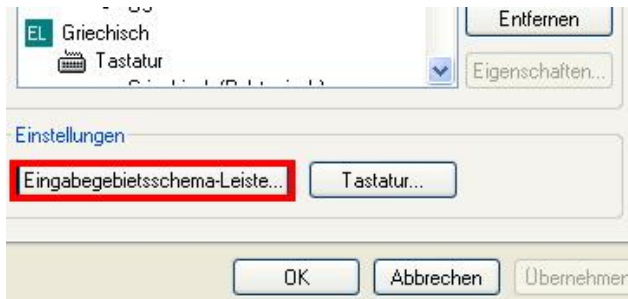 Entfernen
EL Griechisch
Tastatur
Eigenschaften...
Einstellungen
Eingabegebietsschema-Leiste...
Tastatur...
OK
Abbrechen
Übernehmen